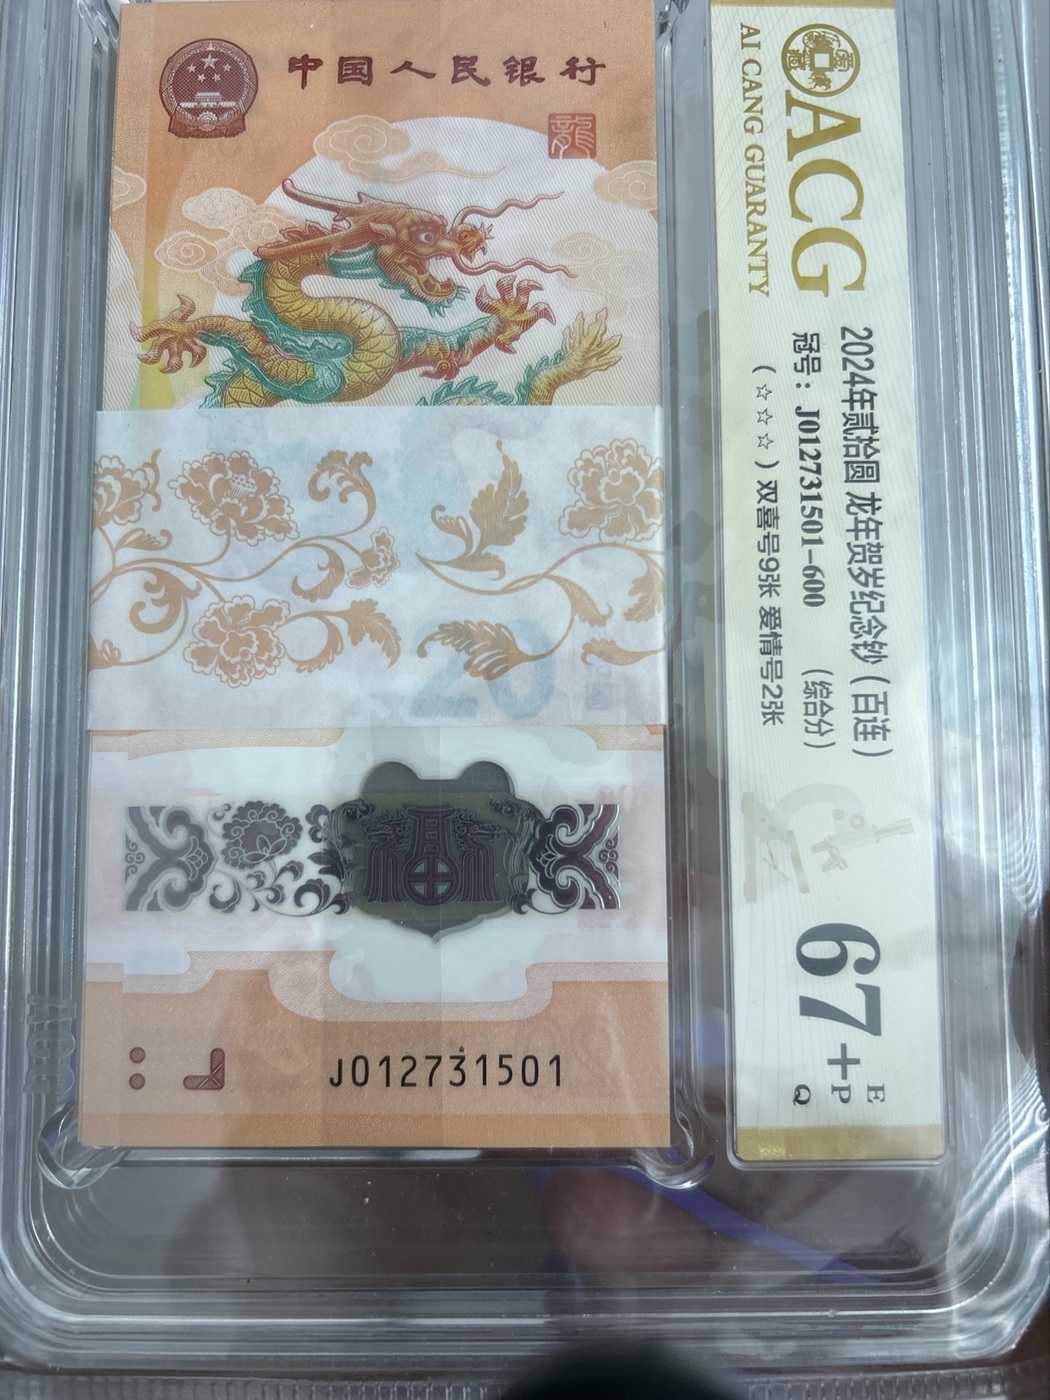 中国人民银行
龍
20
J012731501
ACG
AI CANG GUARANTY
2024年贰拾圆 龙年贺岁纪念钞(百连)
冠号: J012731501-600 (综合分)
(☆☆☆) 双喜号9张 爱情号2张
67+
E
P
Q